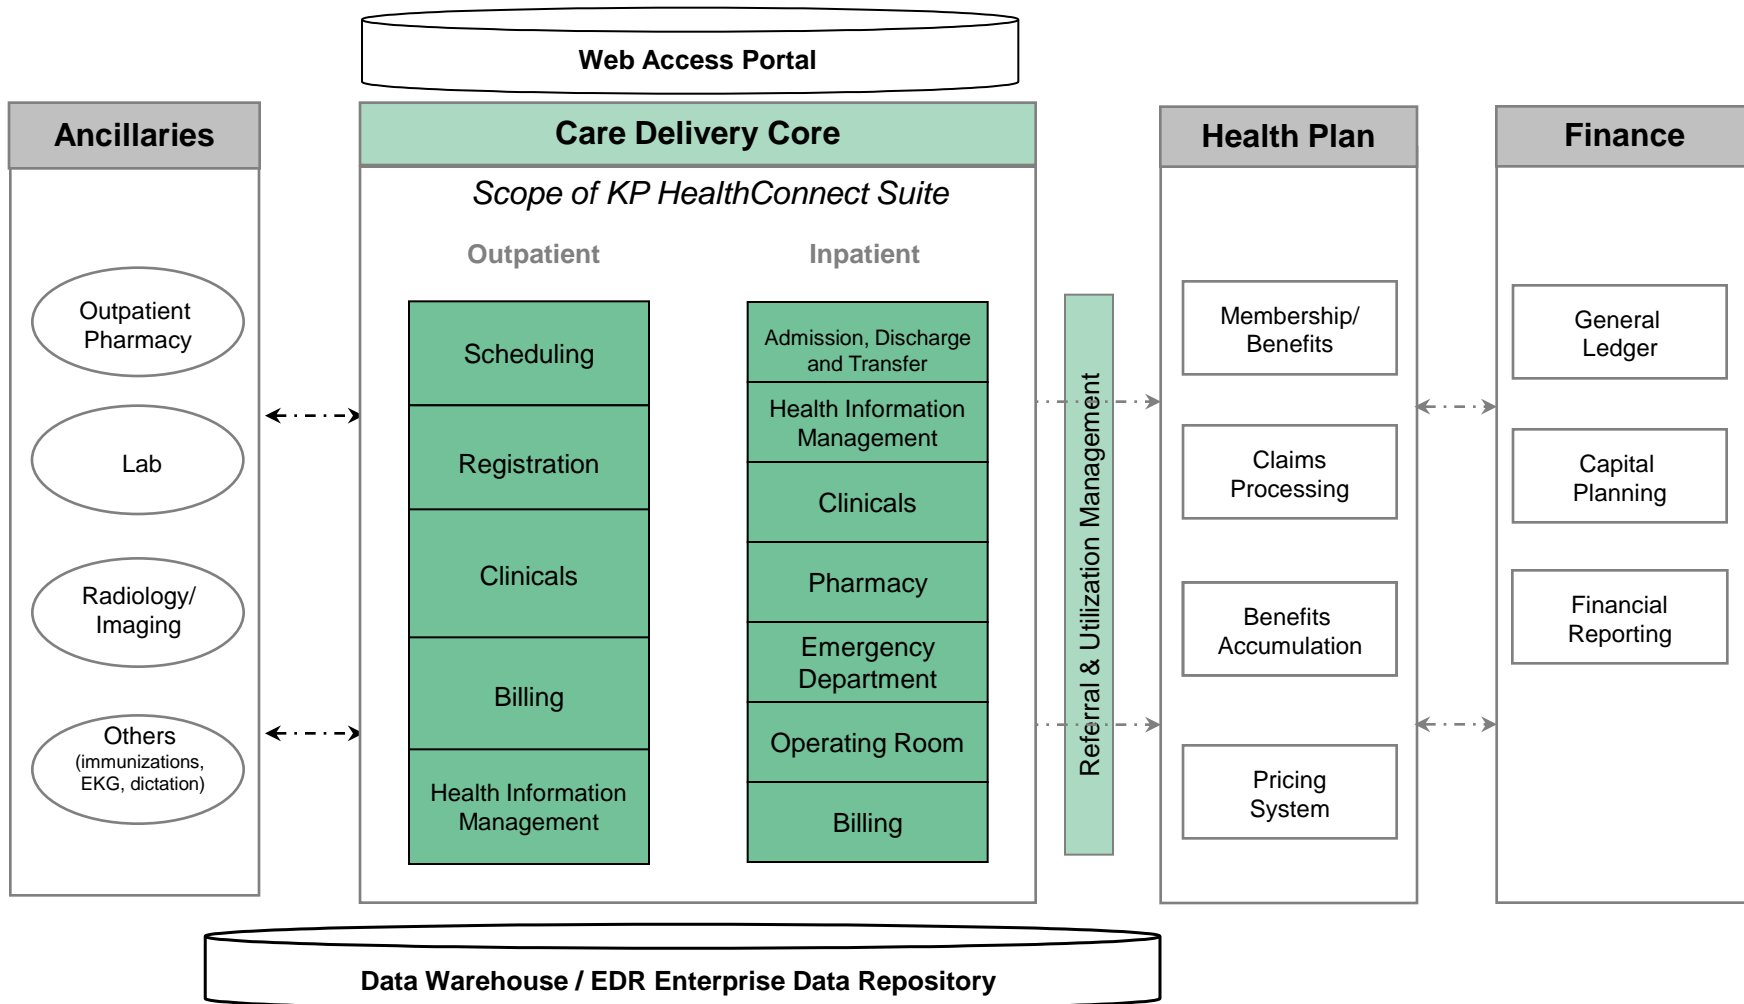 Web Access Portal
Ancillaries
Outpatient
Pharmacy
Lab
Radiology/
Imaging
Others
(immunizations,
EKG, dictation)
Care Delivery Core
Scope of KP HealthConnect Suite
Outpatient
Scheduling
Registration
Clinicals
Billing
Health Information
Management
Inpatient
Admission, Discharge
and Transfer
Health Information
Management
Clinicals
Pharmacy
Emergency
Department
Operating Room
Billing
Referral & Utilization Management
Health Plan
Membership/
Benefits
Claims
Processing
Benefits
Accumulation
Pricing
System
Finance
General
Ledger
Capital
Planning
Financial
Reporting
Data Warehouse / EDR Enterprise Data Repository